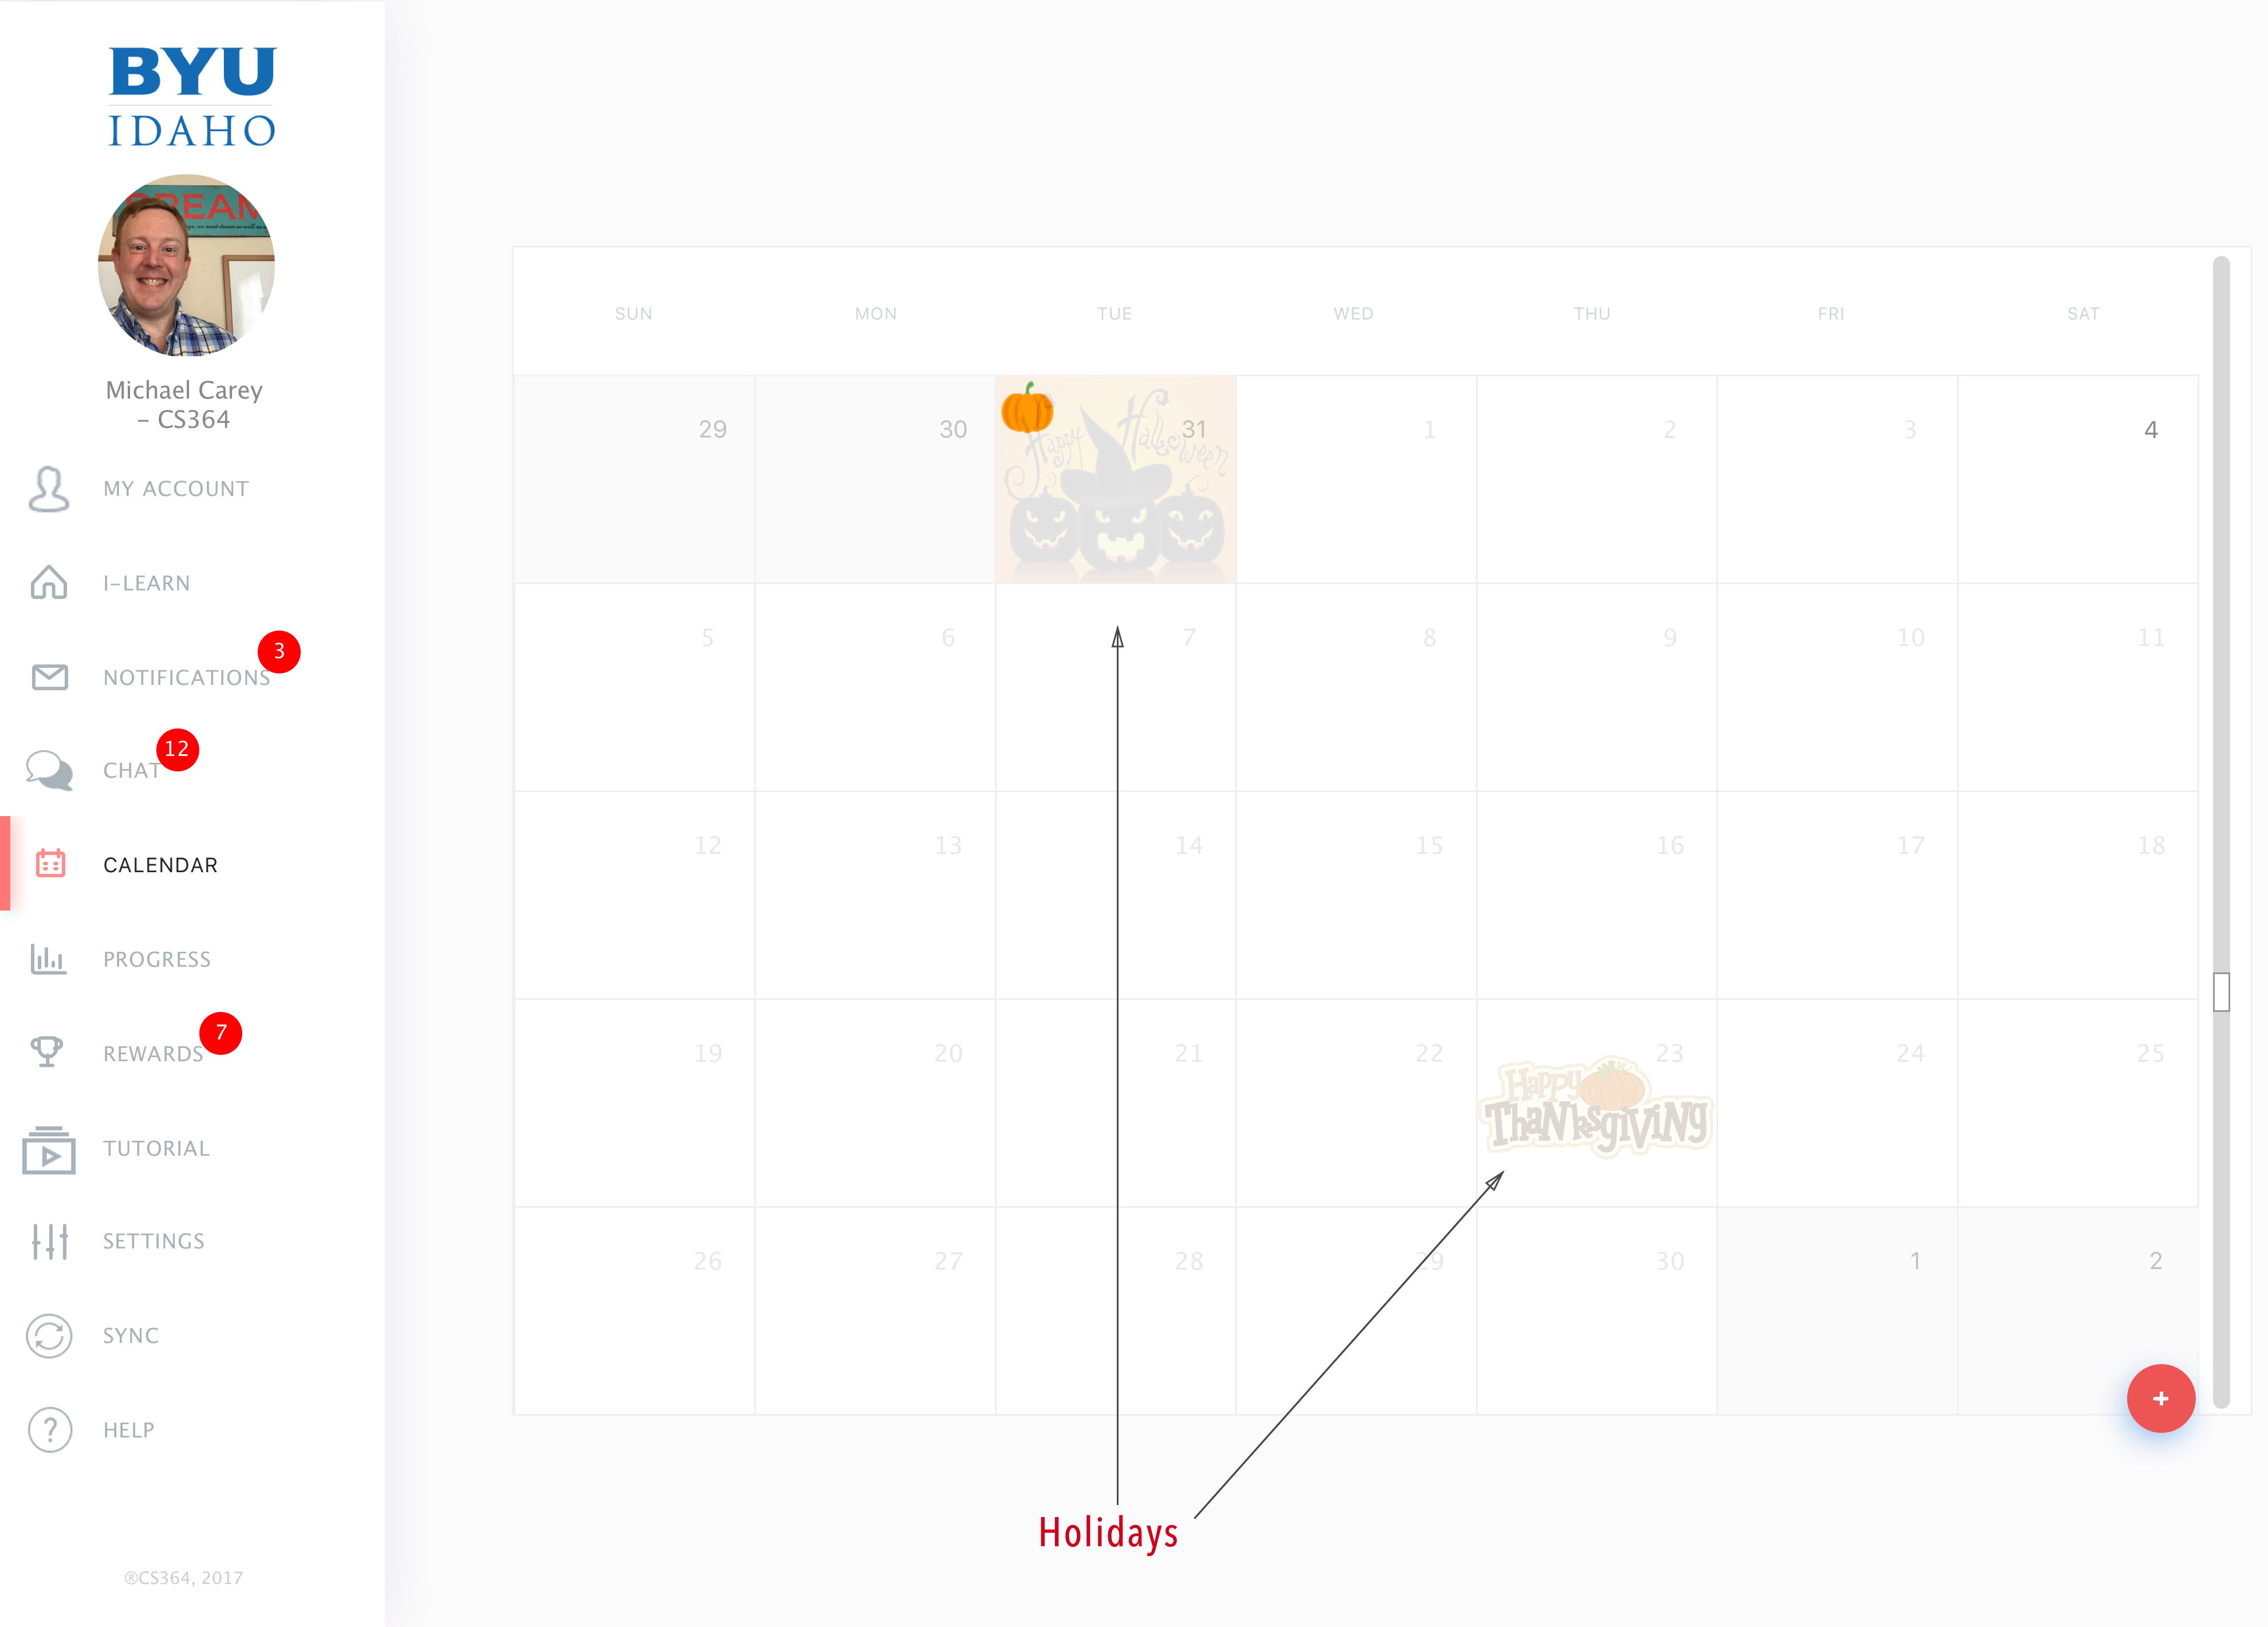 BYU
IDAHO
DREAM
Michael Carey
– CS364
MY ACCOUNT
I–LEARN
NOTIFICATIONS
3
CHAT
12
CALENDAR
PROGRESS
REWARDS
7
TUTORIAL
SETTINGS
SYNC
HELP
®CS364, 2017
SUN MON TUE WED THU FRI SAT
29 30 31 1 2 3 4
Happy Halloween
5 6 7 8 9 10 11
12 13 14 15 16 17 18
19 20 21 22 23 24 25
Happy
Thanksgiving
26 27 28 29 30 1 2
+
Holidays